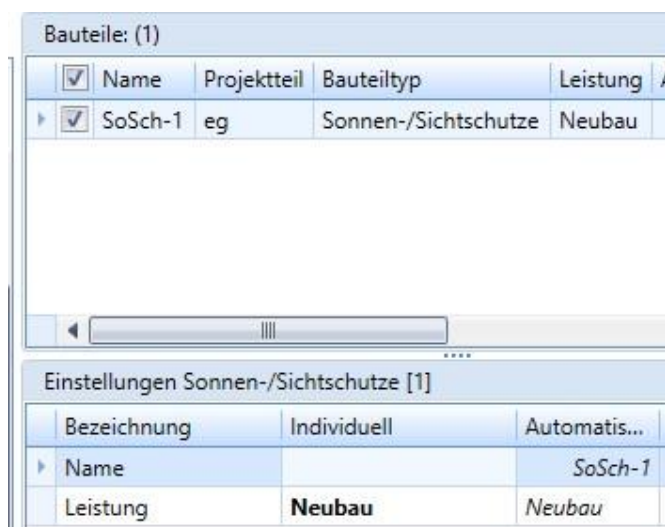 Bauteile: (1)
Name Projektteil Bauteiltyp Leistung
SoSch-1 eg Sonnen-/Sichtschutze Neubau
Einstellungen Sonnen-/Sichtschutze [1]
Bezeichnung Individuell Automatis...
Name SoSch-1
Leistung Neubau Neubau